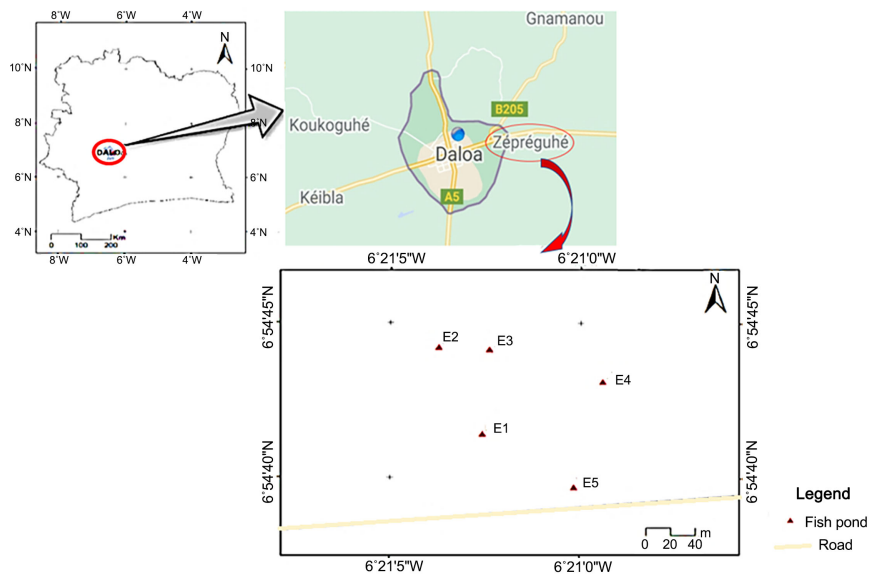 8°W 6°W 4°W
N
10°N 10°N
8°N 8°N
6°N 6°N
4°N 4°N
DALO
0 100 200 Km
8°W 6°W 4°W
Gnamanou
B205
Koukoguhé
Zépréguhé
Daloa
Kéibla
A5
6°21'5"W 6°21'0"W
N
6°54'45"N 6°54'45"N
E2 E3
E4
E1
6°54'40"N 6°54'40"N
E5
0 20 40 m
6°21'5"W 6°21'0"W
Legend
Fish pond
Road